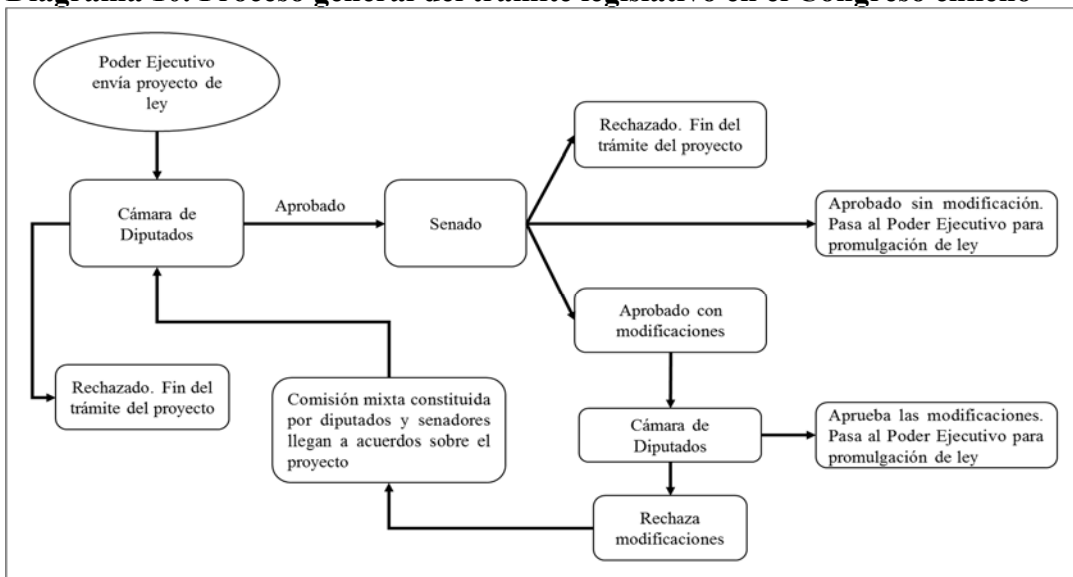 Diagrama 10. Proceso general del trámite legislativo en el Congreso chileno
Poder Ejecutivo
envía proyecto de
ley
Cámara de
Diputados
Aprobado
Senado
Rechazado. Fin del
trámite del proyecto
Aprobado sin modificación.
Pasa al Poder Ejecutivo para
promulgación de ley
Aprobado con
modificaciones
Rechazado. Fin del
trámite del proyecto
Comisión mixta constituida
por diputados y senadores
llegan a acuerdos sobre el
proyecto
Cámara de
Diputados
Aprueba las modificaciones.
Pasa al Poder Ejecutivo para
promulgación de ley
Rechaza
modificaciones